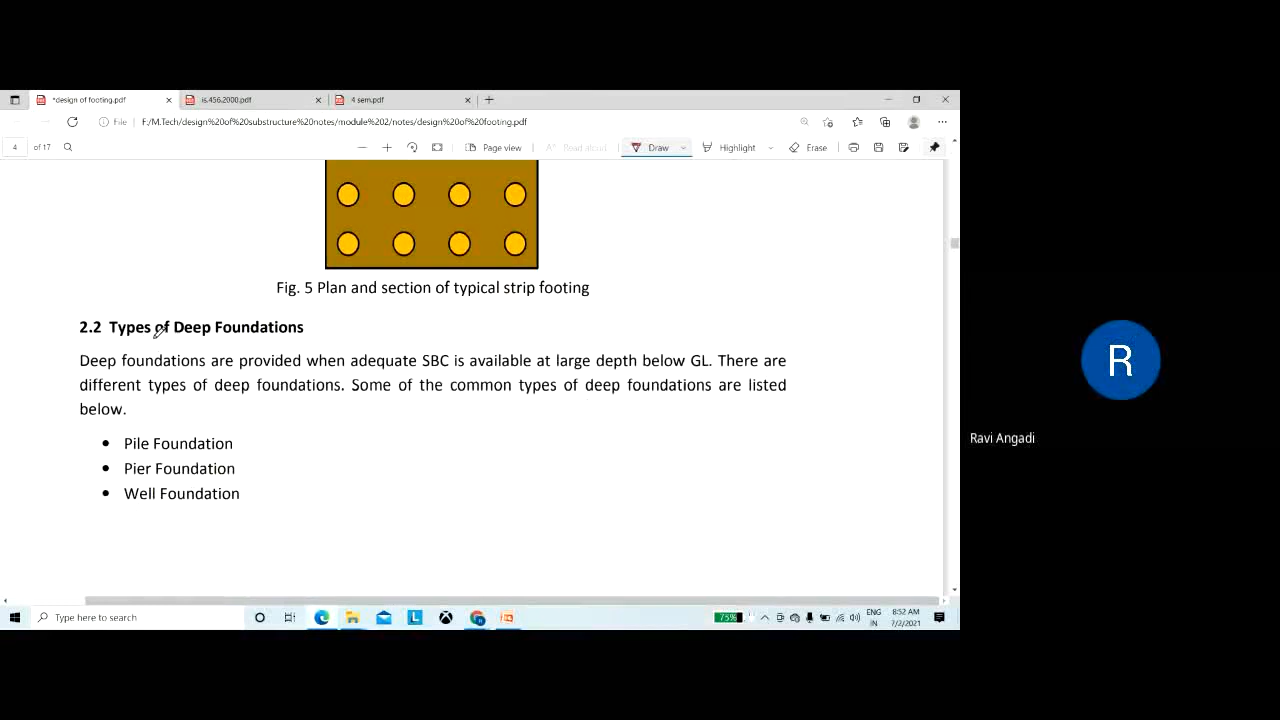 *design of footing.pdf
is.456.2000.pdf
4 sem.pdf
File
F:/M.Tech/design%20of%20substructure%20notes/module%202/notes/design%20of%20footing.pdf
4 of 17
Page view
Read aloud
Draw
Highlight
Erase
Fig. 5 Plan and section of typical strip footing
2.2 Types of Deep Foundations
Deep foundations are provided when adequate SBC is available at large depth below GL. There are
different types of deep foundations. Some of the common types of deep foundations are listed
below.
• Pile Foundation
• Pier Foundation
• Well Foundation
R
Ravi Angadi
Type here to search
L
75%
ENG
IN
8:52 AM
7/2/2021